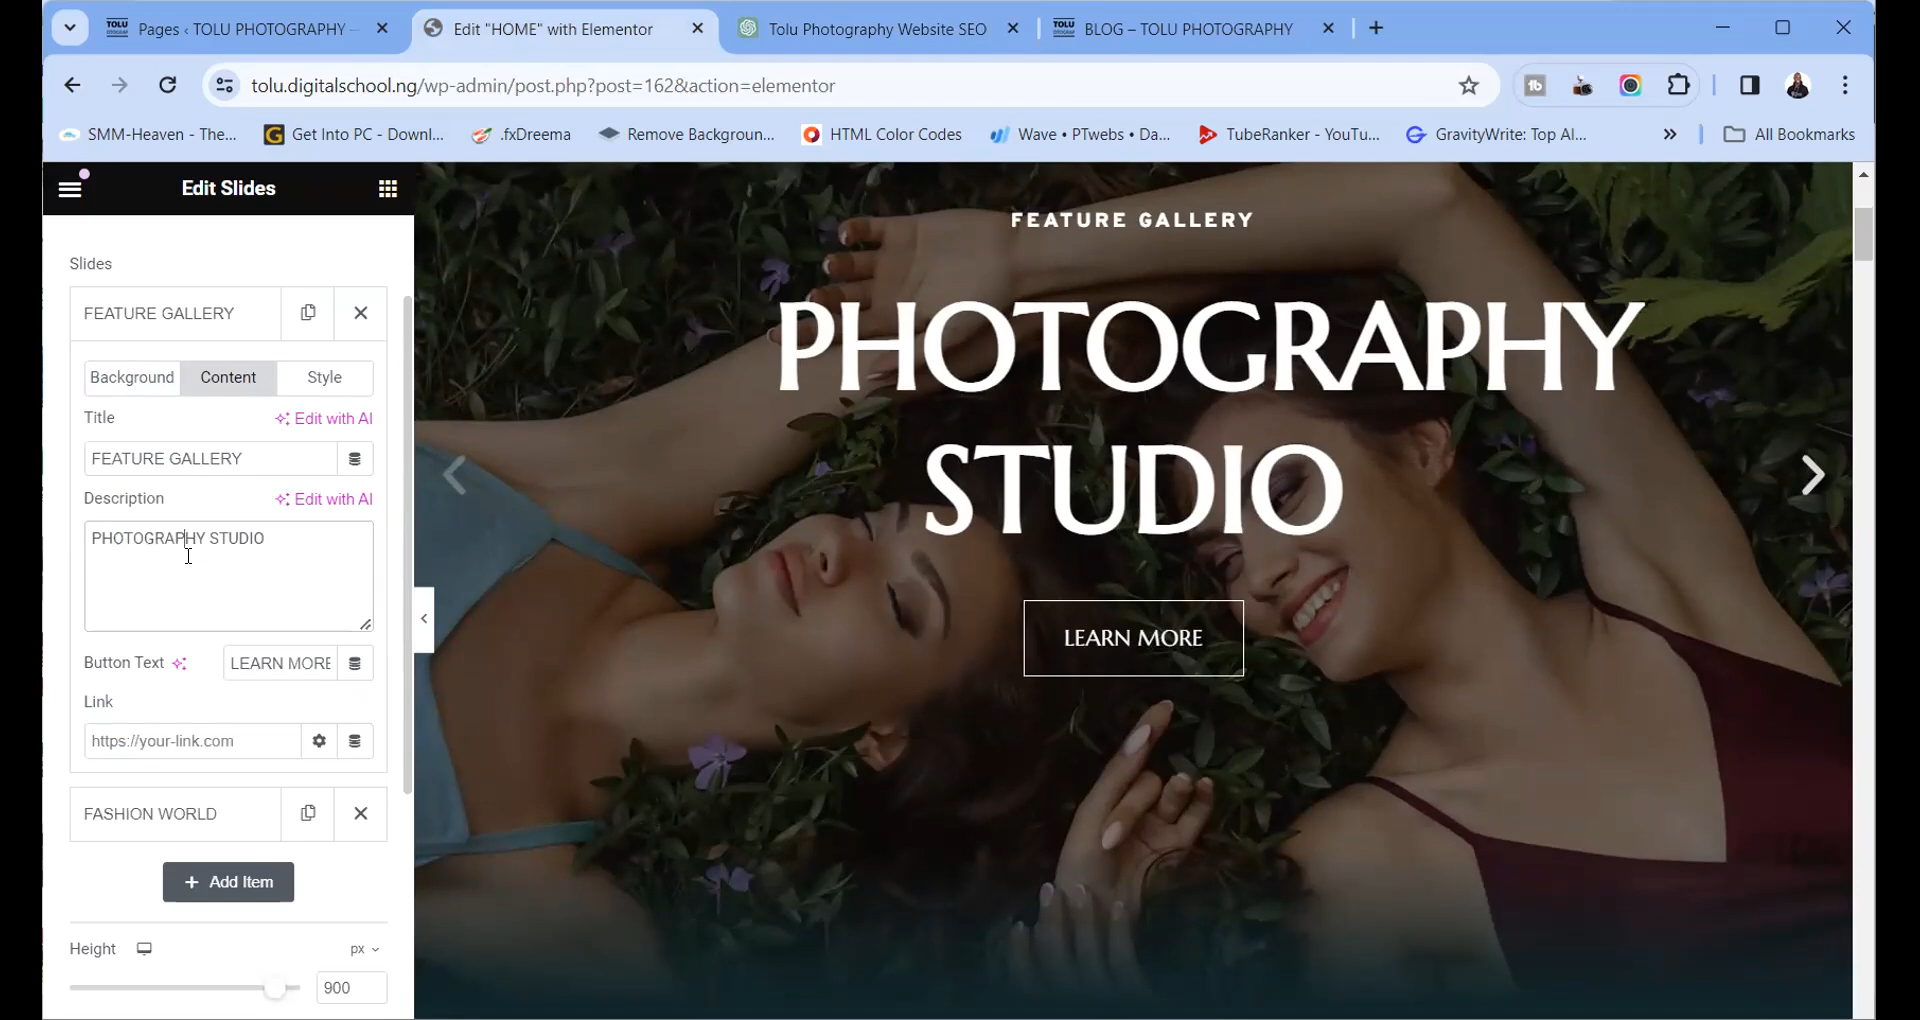 Pages ‹ TOLU PHOTOGRAPHY –
Edit "HOME" with Elementor
Tolu Photography Website SEO
BLOG – TOLU PHOTOGRAPHY
tolu.digitalschool.ng/wp-admin/post.php?post=162&action=elementor
SMM-Heaven - The...
Get Into PC - Downl...
.fxDreema
Remove Backgroun...
HTML Color Codes
Wave • PTwebs • Da...
TubeRanker - YouTu...
GravityWrite: Top Al...
All Bookmarks
Edit Slides
Slides
FEATURE GALLERY
Background
Content
Style
Title
Edit with AI
FEATURE GALLERY
Description
Edit with AI
PHOTOGRAPHY STUDIO
Button Text
LEARN MORE
Link
https://your-link.com
FASHION WORLD
+ Add Item
Height
px
900
FEATURE GALLERY
PHOTOGRAPHY
STUDIO
LEARN MORE